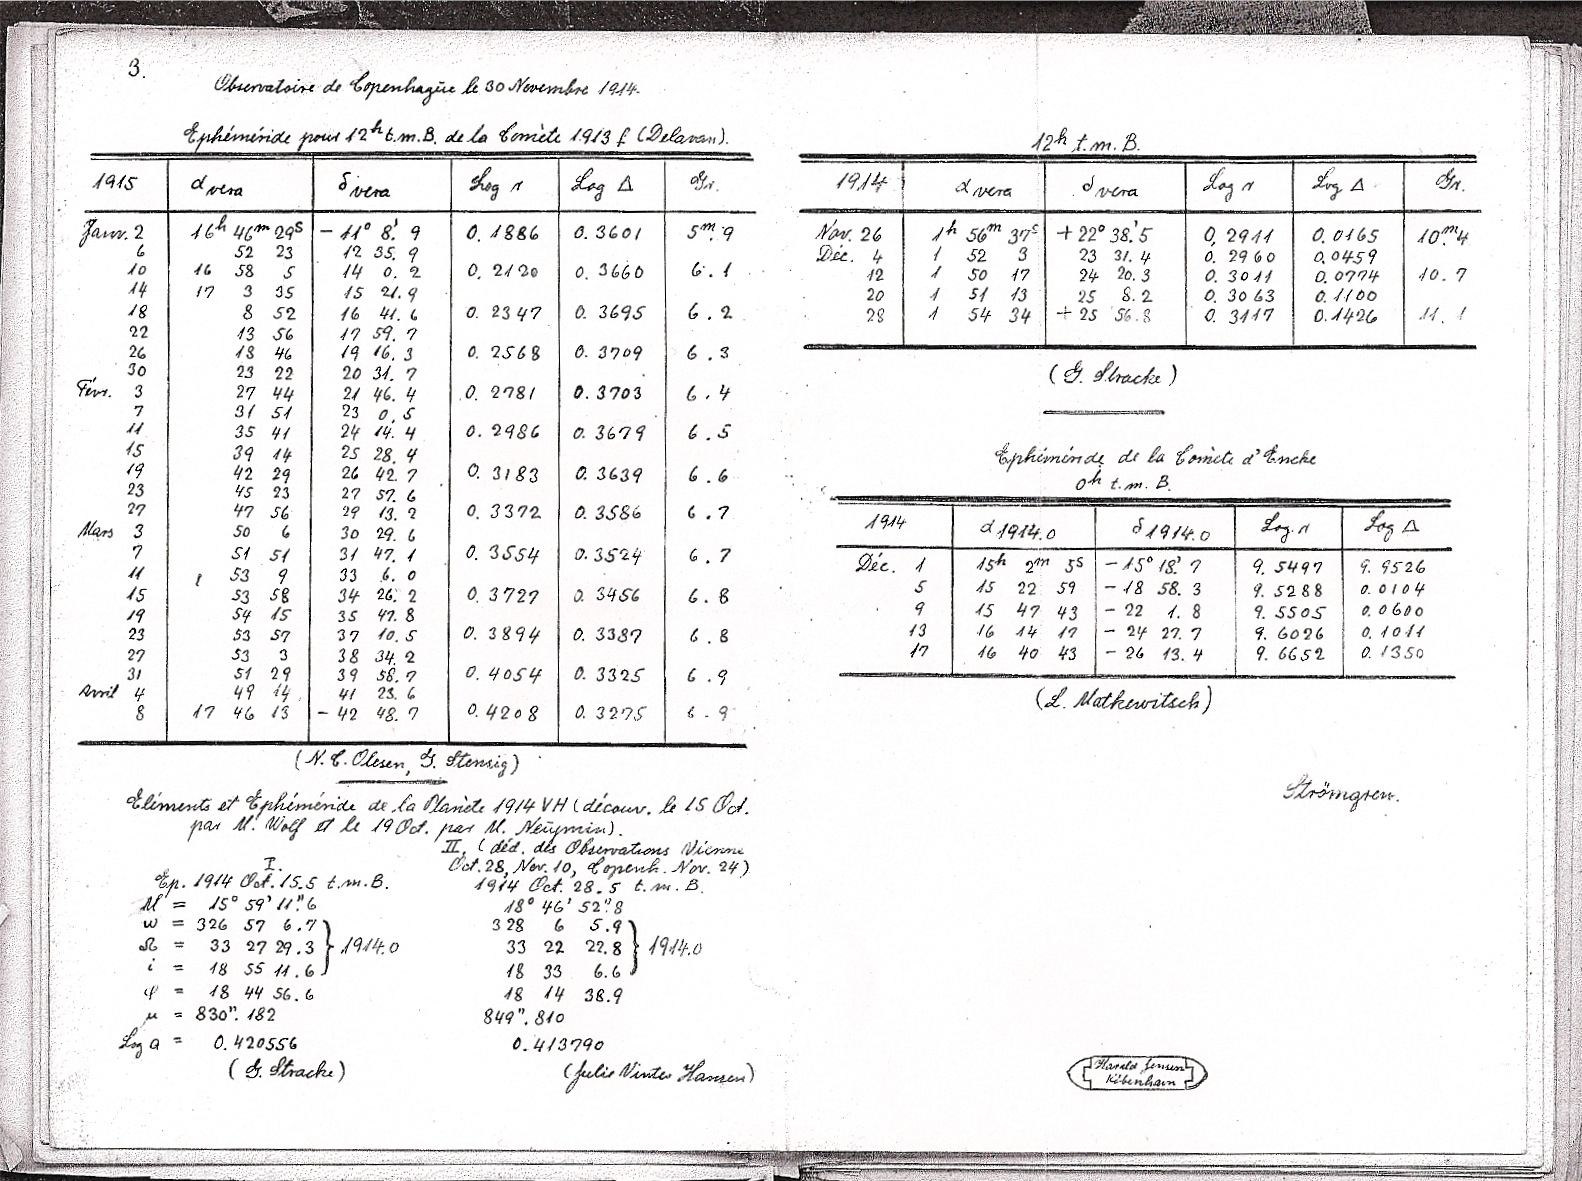 3.
Observatoire de Copenhague le 30 Novembre 1914.
Ephéméride pour 12h t.m.B. de la Comète 1913 f (Delavan).
1915 α vera δ vera Log r Log Δ Gr.
Janv. 2 16h 46m 29s - 11° 8.'9 0.1886 0.3601 5m.9
6 52 23 12 35.9
10 16 58 5 14 0.2 0.2120 0.3660 6.1
14 17 3 35 15 21.9
18 8 52 16 41.6 0.2347 0.3695 6.2
22 13 56 17 59.7
26 18 46 19 16.3 0.2568 0.3709 6.3
30 23 22 20 31.7
Févr. 3 27 44 21 46.4 0.2781 0.3703 6.4
7 31 51 23 0.5
11 35 41 24 14.4 0.2986 0.3679 6.5
15 39 14 25 28.4
19 42 29 26 42.7 0.3183 0.3639 6.6
23 45 23 27 57.6
27 47 56 29 13.2 0.3372 0.3586 6.7
Mars 3 50 6 30 29.6
7 51 51 31 47.1 0.3554 0.3524 6.7
11 53 9 33 6.0
15 53 58 34 26.2 0.3727 0.3456 6.8
19 54 15 35 47.8
23 53 57 37 10.5 0.3894 0.3387 6.8
27 53 3 38 34.2
31 51 29 39 58.7 0.4054 0.3325 6.9
Avril 4 49 14 41 23.6
8 17 46 13 - 42 48.7 0.4208 0.3275 6.9
(N. C. Olesen, G. Stensig)
Eléments et Ephéméride de la Planète 1914 VH (découv. le 15 Oct.
par M. Wolf et le 19 Oct. par M. Neujmin).
I.
Ep. 1914 Oct. 15.5 t.m.B.
M = 15° 59' 11."6
ω = 326 57 6.7
Ω = 33 27 29.3 } 1914.0
i = 18 55 11.6
φ = 18 44 56.6
μ = 830".182
Log a = 0.420556
(G. Stracke)
II. (déd. des Observations Vienne
Oct. 28, Nov. 10, Copenh. Nov. 24)
1914 Oct. 28.5 t.m.B.
18° 46' 52."8
328 6 5.9
33 22 22.8 } 1914.0
18 33 6.6
18 14 38.9
849".810
0.413790
(Julie Vinter Hansen)
12h t.m.B.
1914 α vera δ vera Log r Log Δ Gr.
Nov. 26 1h 56m 37s +22° 38.'5 0,2911 0.0165 10m.4
Déc. 4 1 52 3 23 31.4 0.2960 0.0459
12 1 50 17 24 20.3 0.3011 0.0774 10.7
20 1 51 13 25 8.2 0.3063 0.1100
28 1 54 34 +25 56.8 0.3117 0.1426 11.1
(G. Stracke)
Ephéméride de la Comète d'Encke
0h t.m.B.
1914 α 1914.0 δ 1914.0 Log r Log Δ
Déc. 1 15h 2m 5s - 15° 18.'7 9.5497 9.9526
5 15 22 59 - 18 58.3 9.5288 0.0104
9 15 47 43 - 22 1.8 9.5505 0.0600
13 16 14 17 - 24 27.7 9.6026 0.1011
17 16 40 43 - 26 13.4 9.6652 0.1350
(L. Matkewitsch)
Strömgren.
Harald Jensen
København